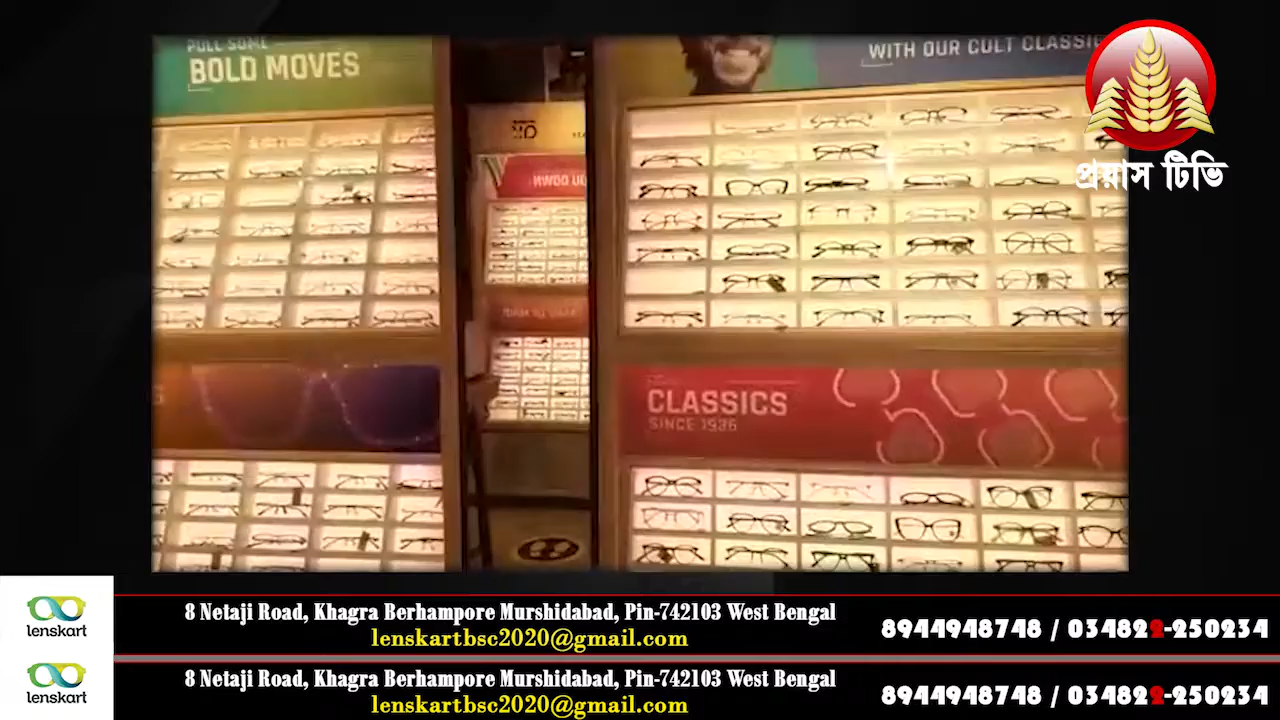 PULL SOME
BOLD MOVES
WITH OUR CULT CLASSIC
প্রয়াস টিভি
CLASSICS
SINCE 1936
lenskart
8 Netaji Road, Khagra Berhampore Murshidabad, Pin-742103 West Bengal
lenskartbsc2020@gmail.com
8944948748 / 034822-250234
lenskart
8 Netaji Road, Khagra Berhampore Murshidabad, Pin-742103 West Bengal
lenskartbsc2020@gmail.com
8944948748 / 034822-250234